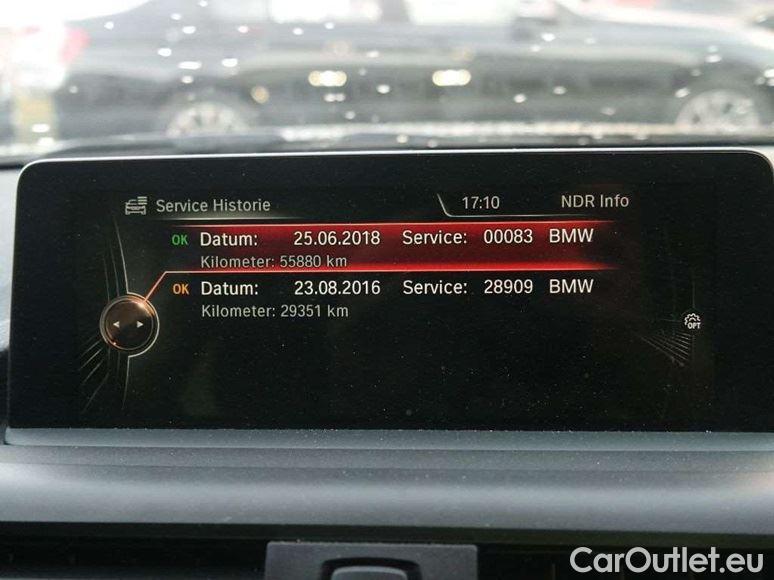 Service Historie 17:10 NDR Info
OK Datum: 25.06.2018 Service: 00083 BMW
Kilometer: 55880 km
OK Datum: 23.08.2016 Service: 28909 BMW
Kilometer: 29351 km
OPT
CarOutlet.eu